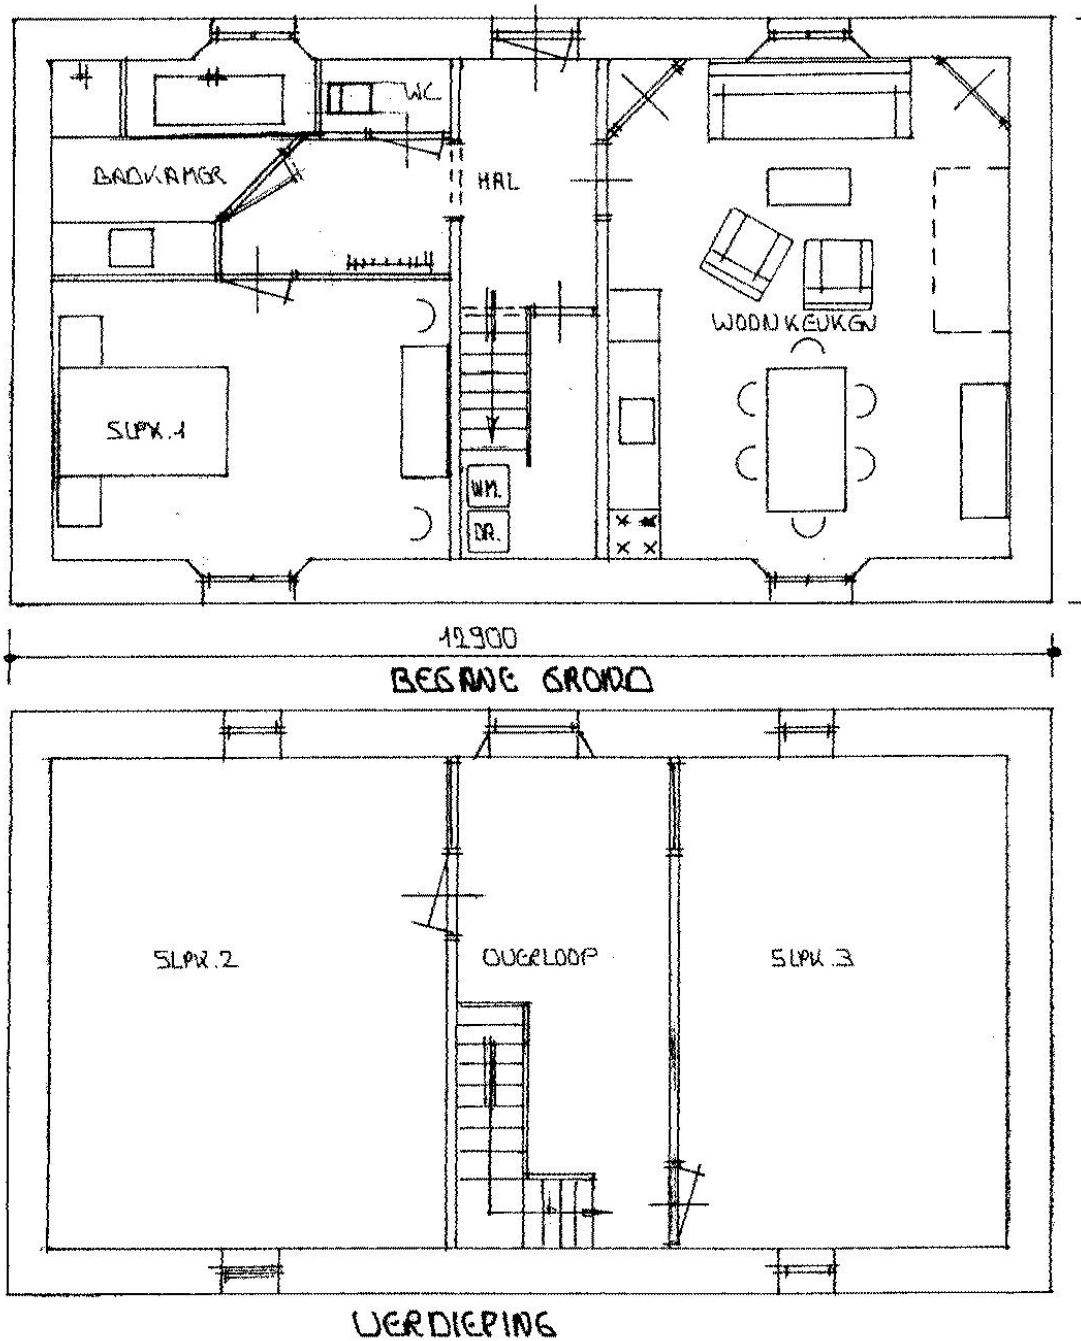 WC
BADKAMER
HAL
WOONKEUKEN
SLPK.1
WM.
DR.
12900
BEGANE GROND
SLPK.2
OVERLOOP
SLPK.3
VERDIEPING